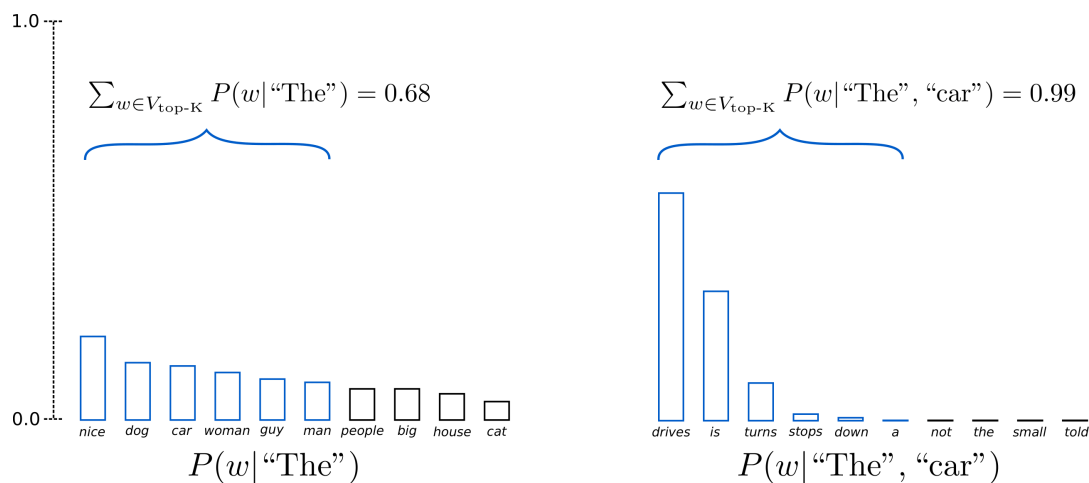 1.0
∑w∈Vtop-K P(w|“The”) = 0.68
∑w∈Vtop-K P(w|“The”, “car”) = 0.99
0.0
nice dog car woman guy man people big house cat
drives is turns stops down a not the small told
P(w|“The”)
P(w|“The”, “car”)